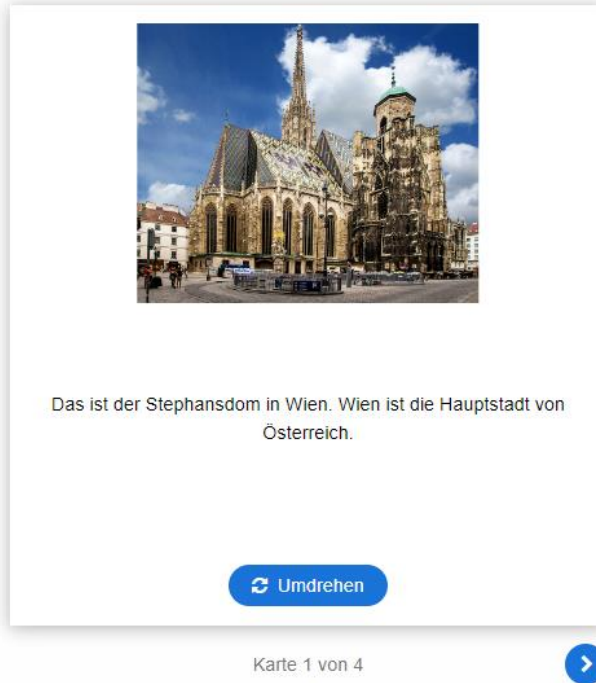 Das ist der Stephansdom in Wien. Wien ist die Hauptstadt von
Österreich.
Umdrehen
Karte 1 von 4